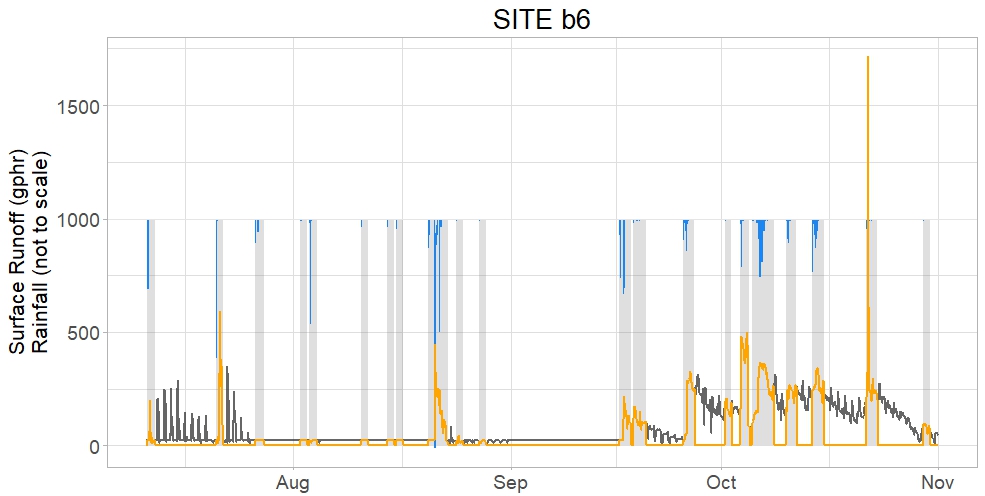 SITE b6
Surface Runoff (gphr)
Rainfall (not to scale)
1500
1000
500
0
Aug Sep Oct Nov